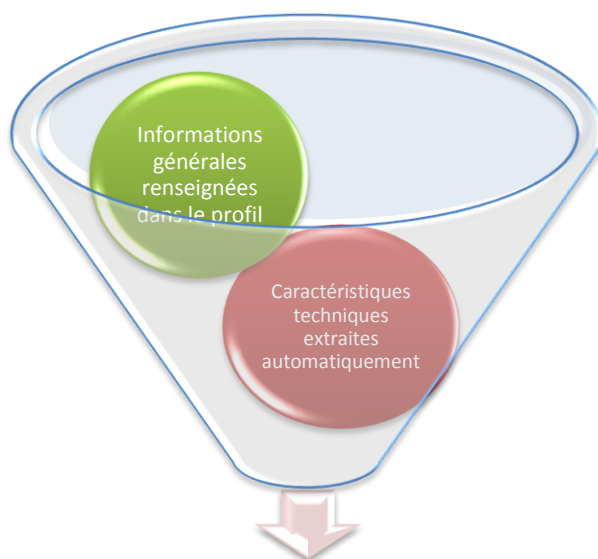 Informations
générales
renseignées
dans le profil
Caractéristiques
techniques
extraites
automatiquement